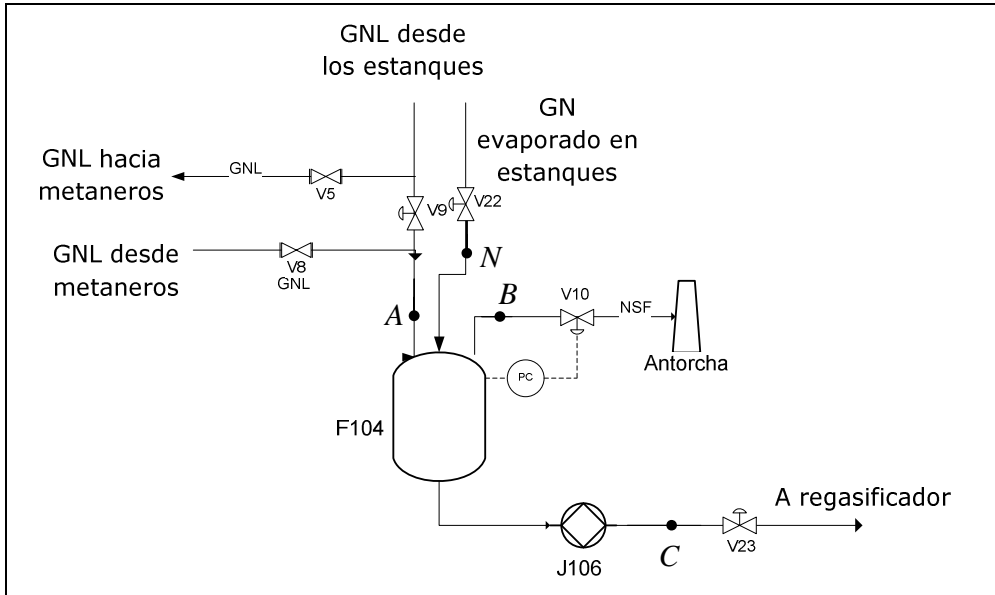 GNL desde
los estanques
GN
evaporado en
estanques
GNL hacia
metaneros
GNL
V5
V9
V22
GNL desde
metaneros
V8
GNL
N
A
B
V10
NSF
Antorcha
PC
F104
A regasificador
J106
C
V23